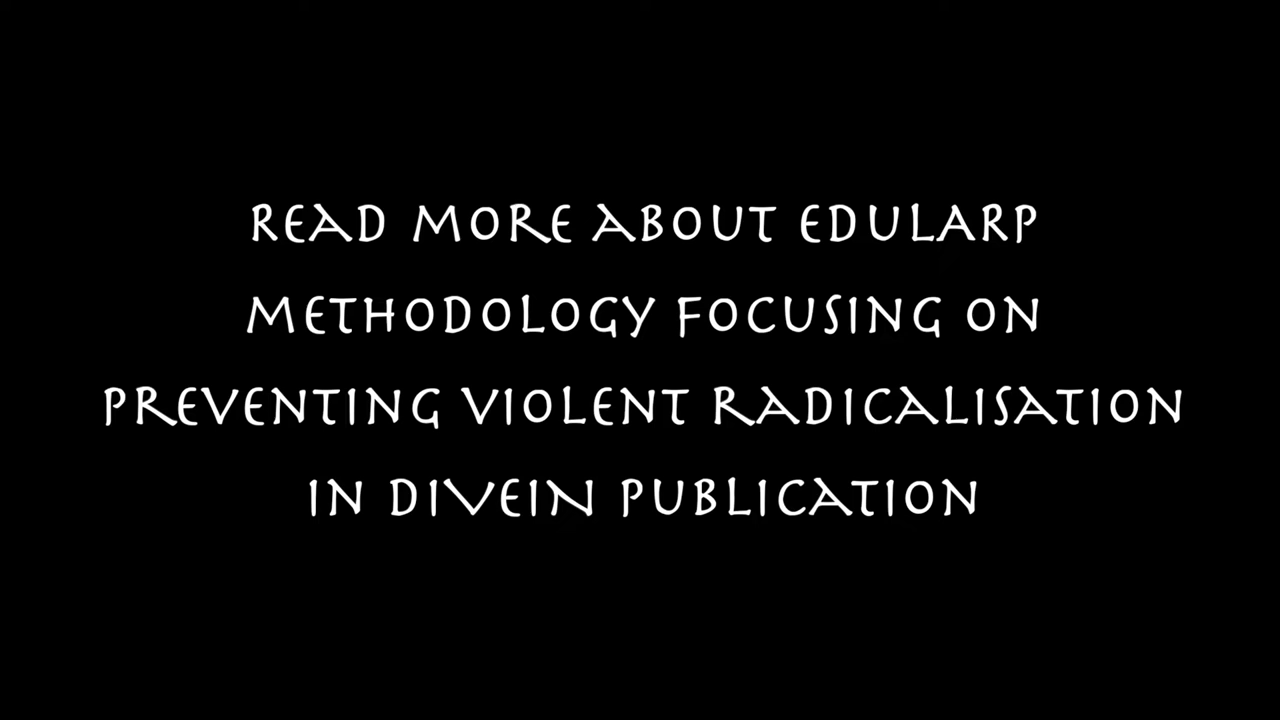 READ MORE ABOUT EDULARP
METHODOLOGY FOCUSING ON
PREVENTING VIOLENT RADICALISATION
IN DIVEIN PUBLICATION